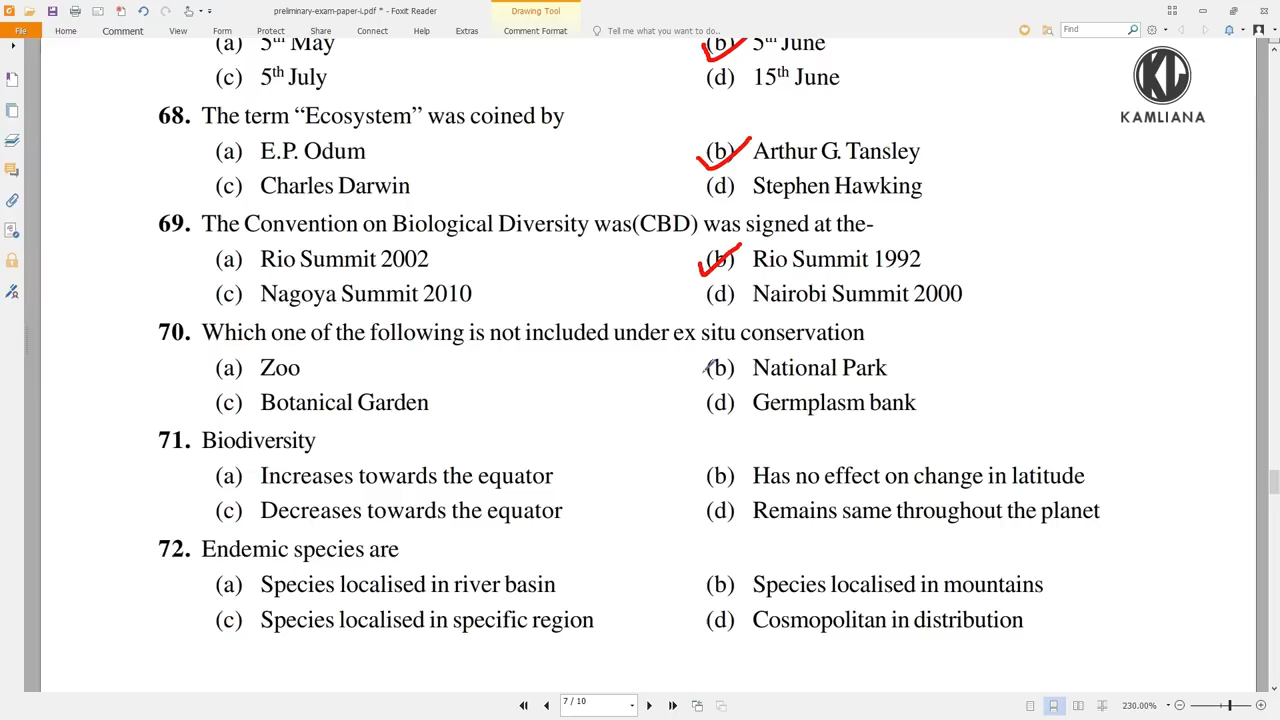 preliminary-exam-paper-i.pdf * - Foxit Reader
Drawing Tool
Home Comment View Form Protect Share Connect Help Extras Comment Format Tell me what you want to do.. Find
(a) 5th May (b) 5th June
(c) 5th July (d) 15th June
KL
KAMLIANA
68. The term “Ecosystem” was coined by
(a) E.P. Odum (b) Arthur G. Tansley
(c) Charles Darwin (d) Stephen Hawking
69. The Convention on Biological Diversity was(CBD) was signed at the-
(a) Rio Summit 2002 (b) Rio Summit 1992
(c) Nagoya Summit 2010 (d) Nairobi Summit 2000
70. Which one of the following is not included under ex situ conservation
(a) Zoo (b) National Park
(c) Botanical Garden (d) Germplasm bank
71. Biodiversity
(a) Increases towards the equator (b) Has no effect on change in latitude
(c) Decreases towards the equator (d) Remains same throughout the planet
72. Endemic species are
(a) Species localised in river basin (b) Species localised in mountains
(c) Species localised in specific region (d) Cosmopolitan in distribution
7 / 10 230.00%